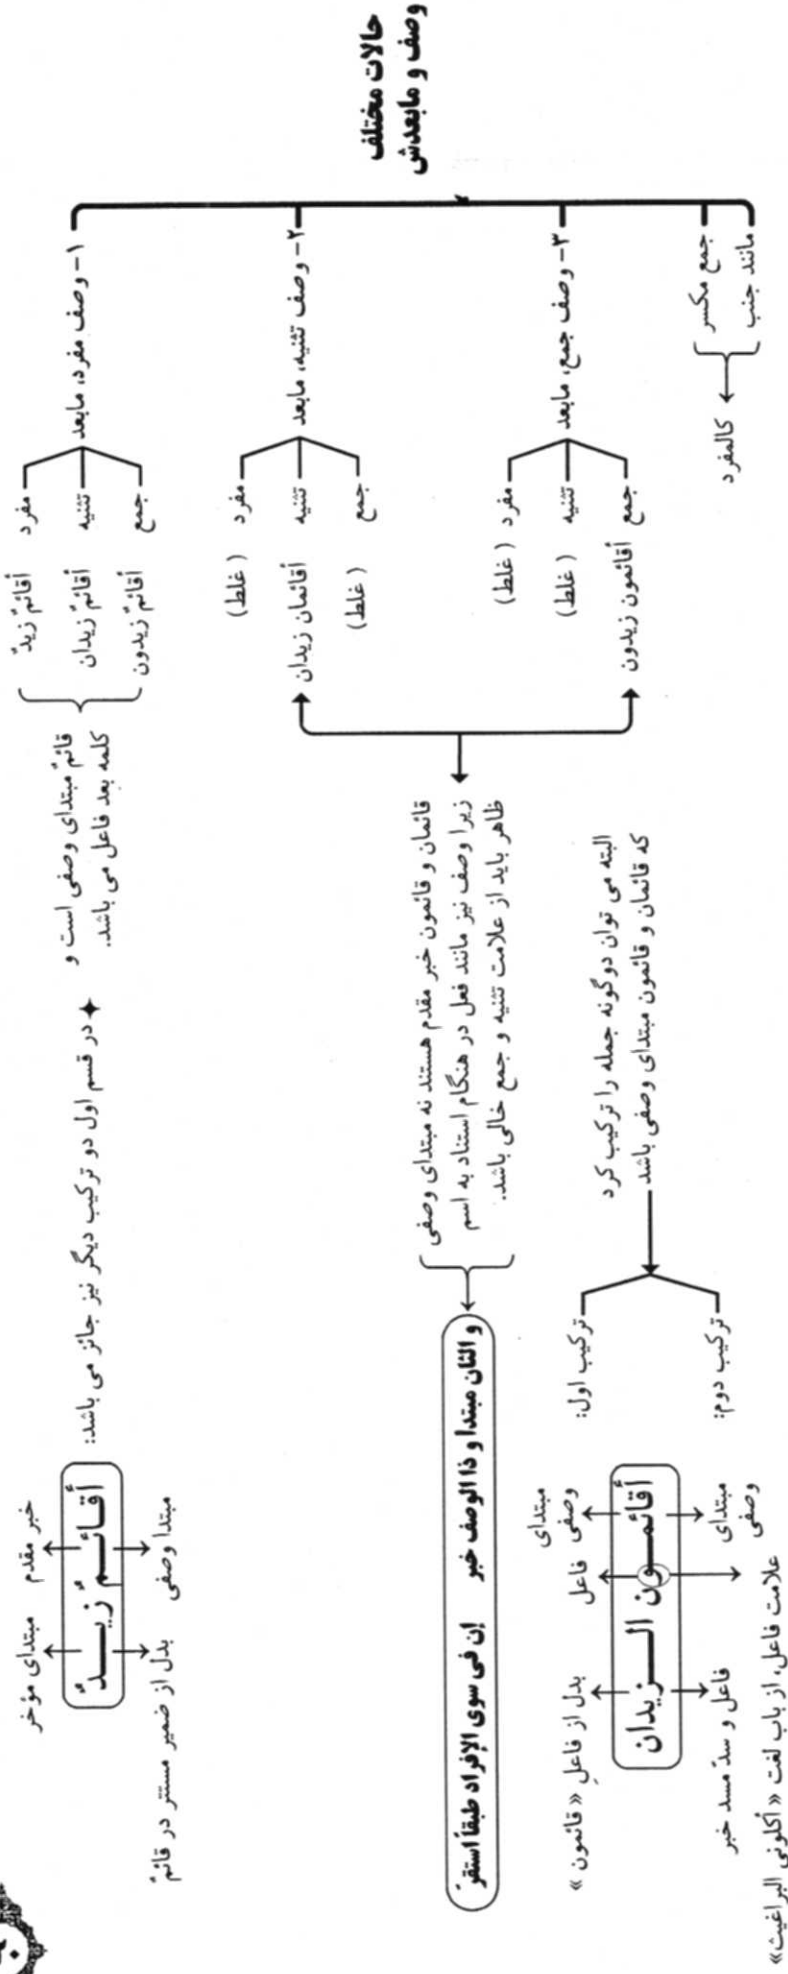 حالات مختلف
وصف و مابعدش
۱- وصف مفرد، مابعد
مفرد أقائمٌ زیدٌ
تثنیه أقائمٌ زیدان
جمع أقائمٌ زیدون
قائمٌ مبتدای وصفی است و
کلمه بعد فاعل می باشد.
✦ در قسم اول دو ترکیب دیگر نیز جائز می باشد:
خبر مقدم
مبتدای مؤخر
أقـائـــمٌ زیـــدٌ
مبتدا وصفی
بدل از ضمیر مستتر در قائمٌ
۲- وصف تثنیه، مابعد
مفرد (غلط)
تثنیه أقائمان زیدان
جمع (غلط)
۳- وصف جمع، مابعد
مفرد (غلط)
تثنیه (غلط)
جمع أقائمون زیدون
قائمان و قائمون خبر مقدم هستند نه مبتدای وصفی
زیرا وصف نیز مانند فعل در هنگام استناد به اسم
ظاهر باید از علامت تثنیه و جمع خالی باشد.
و الثان مبتدا و ذا الوصف خبر إن فی سوی الإفراد طبقاً استقرّ
جمع مکسر
مانند جنب
کالمفرد
البته می توان دوگونه جمله را ترکیب کرد
که قائمان و قائمون مبتدای وصفی باشد
ترکیب اول:
مبتدای
وصفی
فاعل
بدل از فاعلِ «قائمون»
أقائمــون الـــزیدان
ترکیب دوم:
مبتدای
وصفی
علامت فاعل، از باب لغت «أکلونی البراغیث»
فاعل و سدّ مسد خبر